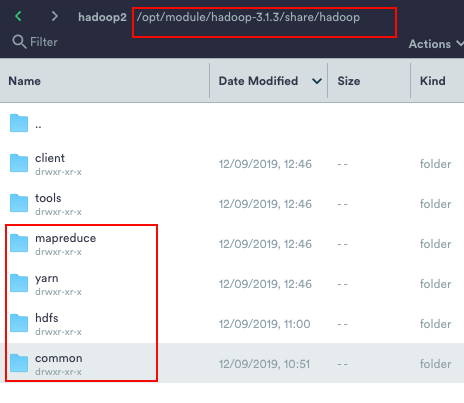 hadoop2 /opt/module/hadoop-3.1.3/share/hadoop
Filter Actions
Name Date Modified Size Kind
..
client 12/09/2019, 12:46 -- folder
drwxr-xr-x
tools 12/09/2019, 12:46 -- folder
drwxr-xr-x
mapreduce 12/09/2019, 12:46 -- folder
drwxr-xr-x
yarn 12/09/2019, 12:46 -- folder
drwxr-xr-x
hdfs 12/09/2019, 11:00 -- folder
drwxr-xr-x
common 12/09/2019, 10:51 -- folder
drwxr-xr-x